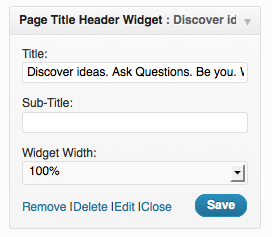 Page Title Header Widget : Discover id
Title:
Discover ideas. Ask Questions. Be you. W
Sub-Title:
Widget Width:
100%
Remove |Delete |Edit |Close
Save